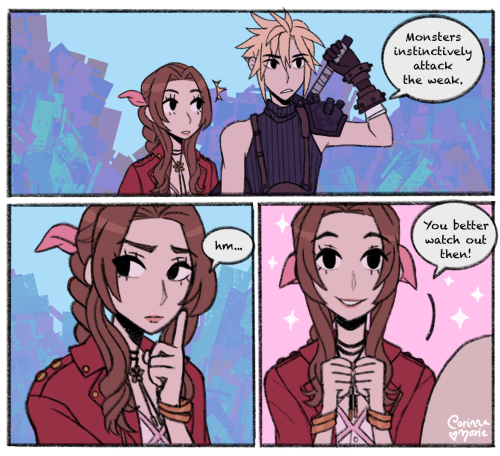 Monsters
instinctively
attack
the weak.
hm...
You better
watch out
then!
Corinna
Marie